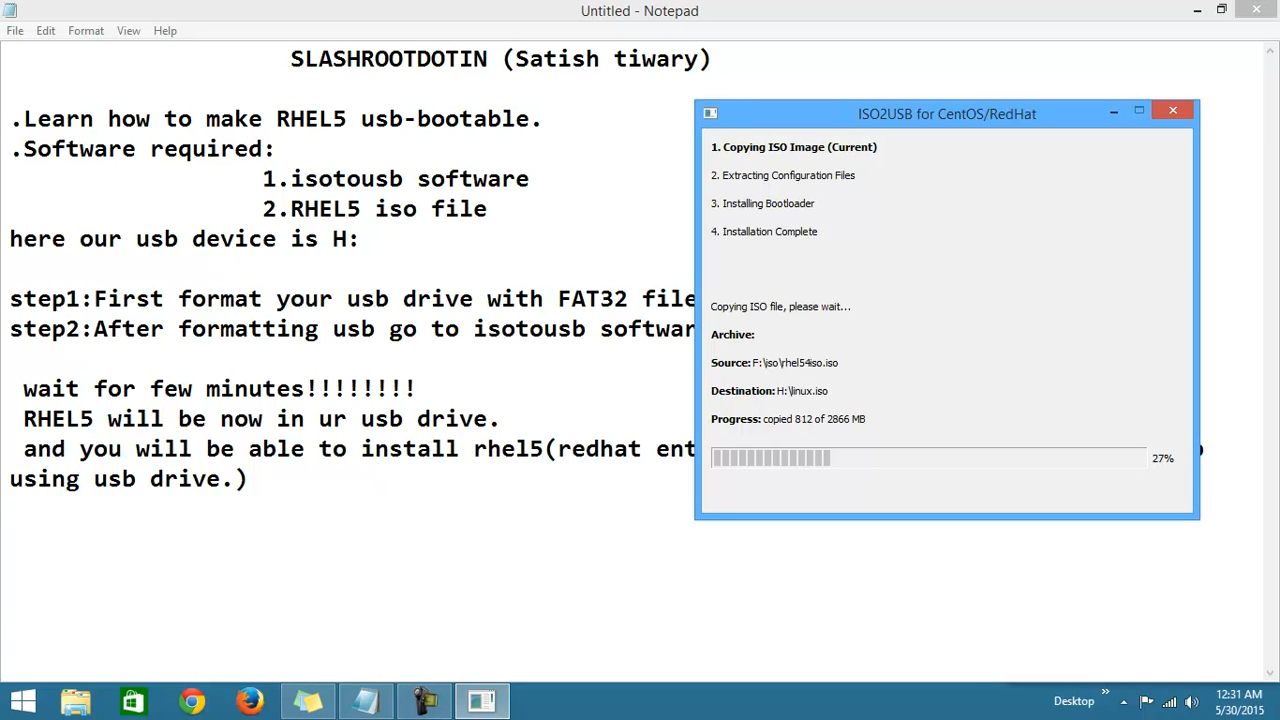 Untitled - Notepad
File Edit Format View Help
SLASHROOTDOTIN (Satish tiwary)
.Learn how to make RHEL5 usb-bootable.
.Software required:
1.isotousb software
2.RHEL5 iso file
here our usb device is H:
step1:First format your usb drive with FAT32 file
step2:After formatting usb go to isotousb softwar
wait for few minutes!!!!!!!!
RHEL5 will be now in ur usb drive.
and you will be able to install rhel5(redhat ent
using usb drive.)
ISO2USB for CentOS/RedHat
1. Copying ISO Image (Current)
2. Extracting Configuration Files
3. Installing Bootloader
4. Installation Complete
Copying ISO file, please wait...
Archive:
Source: F:\iso\rhel54iso.iso
Destination: H:\linux.iso
Progress: copied 812 of 2866 MB
27%
Desktop
12:31 AM
5/30/2015